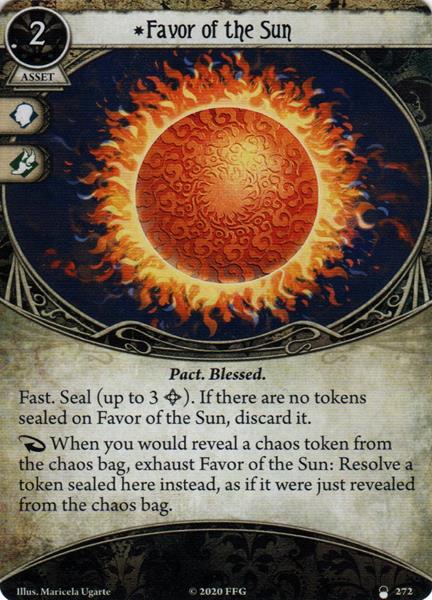 2
*Favor of the Sun
ASSET
Pact. Blessed.
Fast. Seal (up to 3 ). If there are no tokens
sealed on Favor of the Sun, discard it.
When you would reveal a chaos token from
the chaos bag, exhaust Favor of the Sun: Resolve a
token sealed here instead, as if it were just revealed
from the chaos bag.
Illus. Maricela Ugarte
© 2020 FFG
272